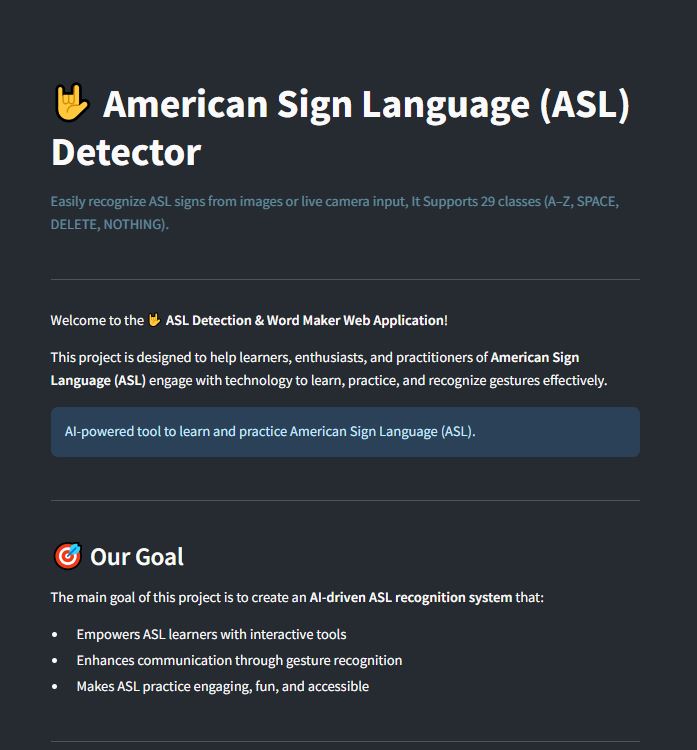 🤟 American Sign Language (ASL)
Detector
Easily recognize ASL signs from images or live camera input, It Supports 29 classes (A–Z, SPACE,
DELETE, NOTHING).
Welcome to the 🤟 ASL Detection & Word Maker Web Application!
This project is designed to help learners, enthusiasts, and practitioners of American Sign
Language (ASL) engage with technology to learn, practice, and recognize gestures effectively.
AI-powered tool to learn and practice American Sign Language (ASL).
🎯 Our Goal
The main goal of this project is to create an AI-driven ASL recognition system that:
• Empowers ASL learners with interactive tools
• Enhances communication through gesture recognition
• Makes ASL practice engaging, fun, and accessible